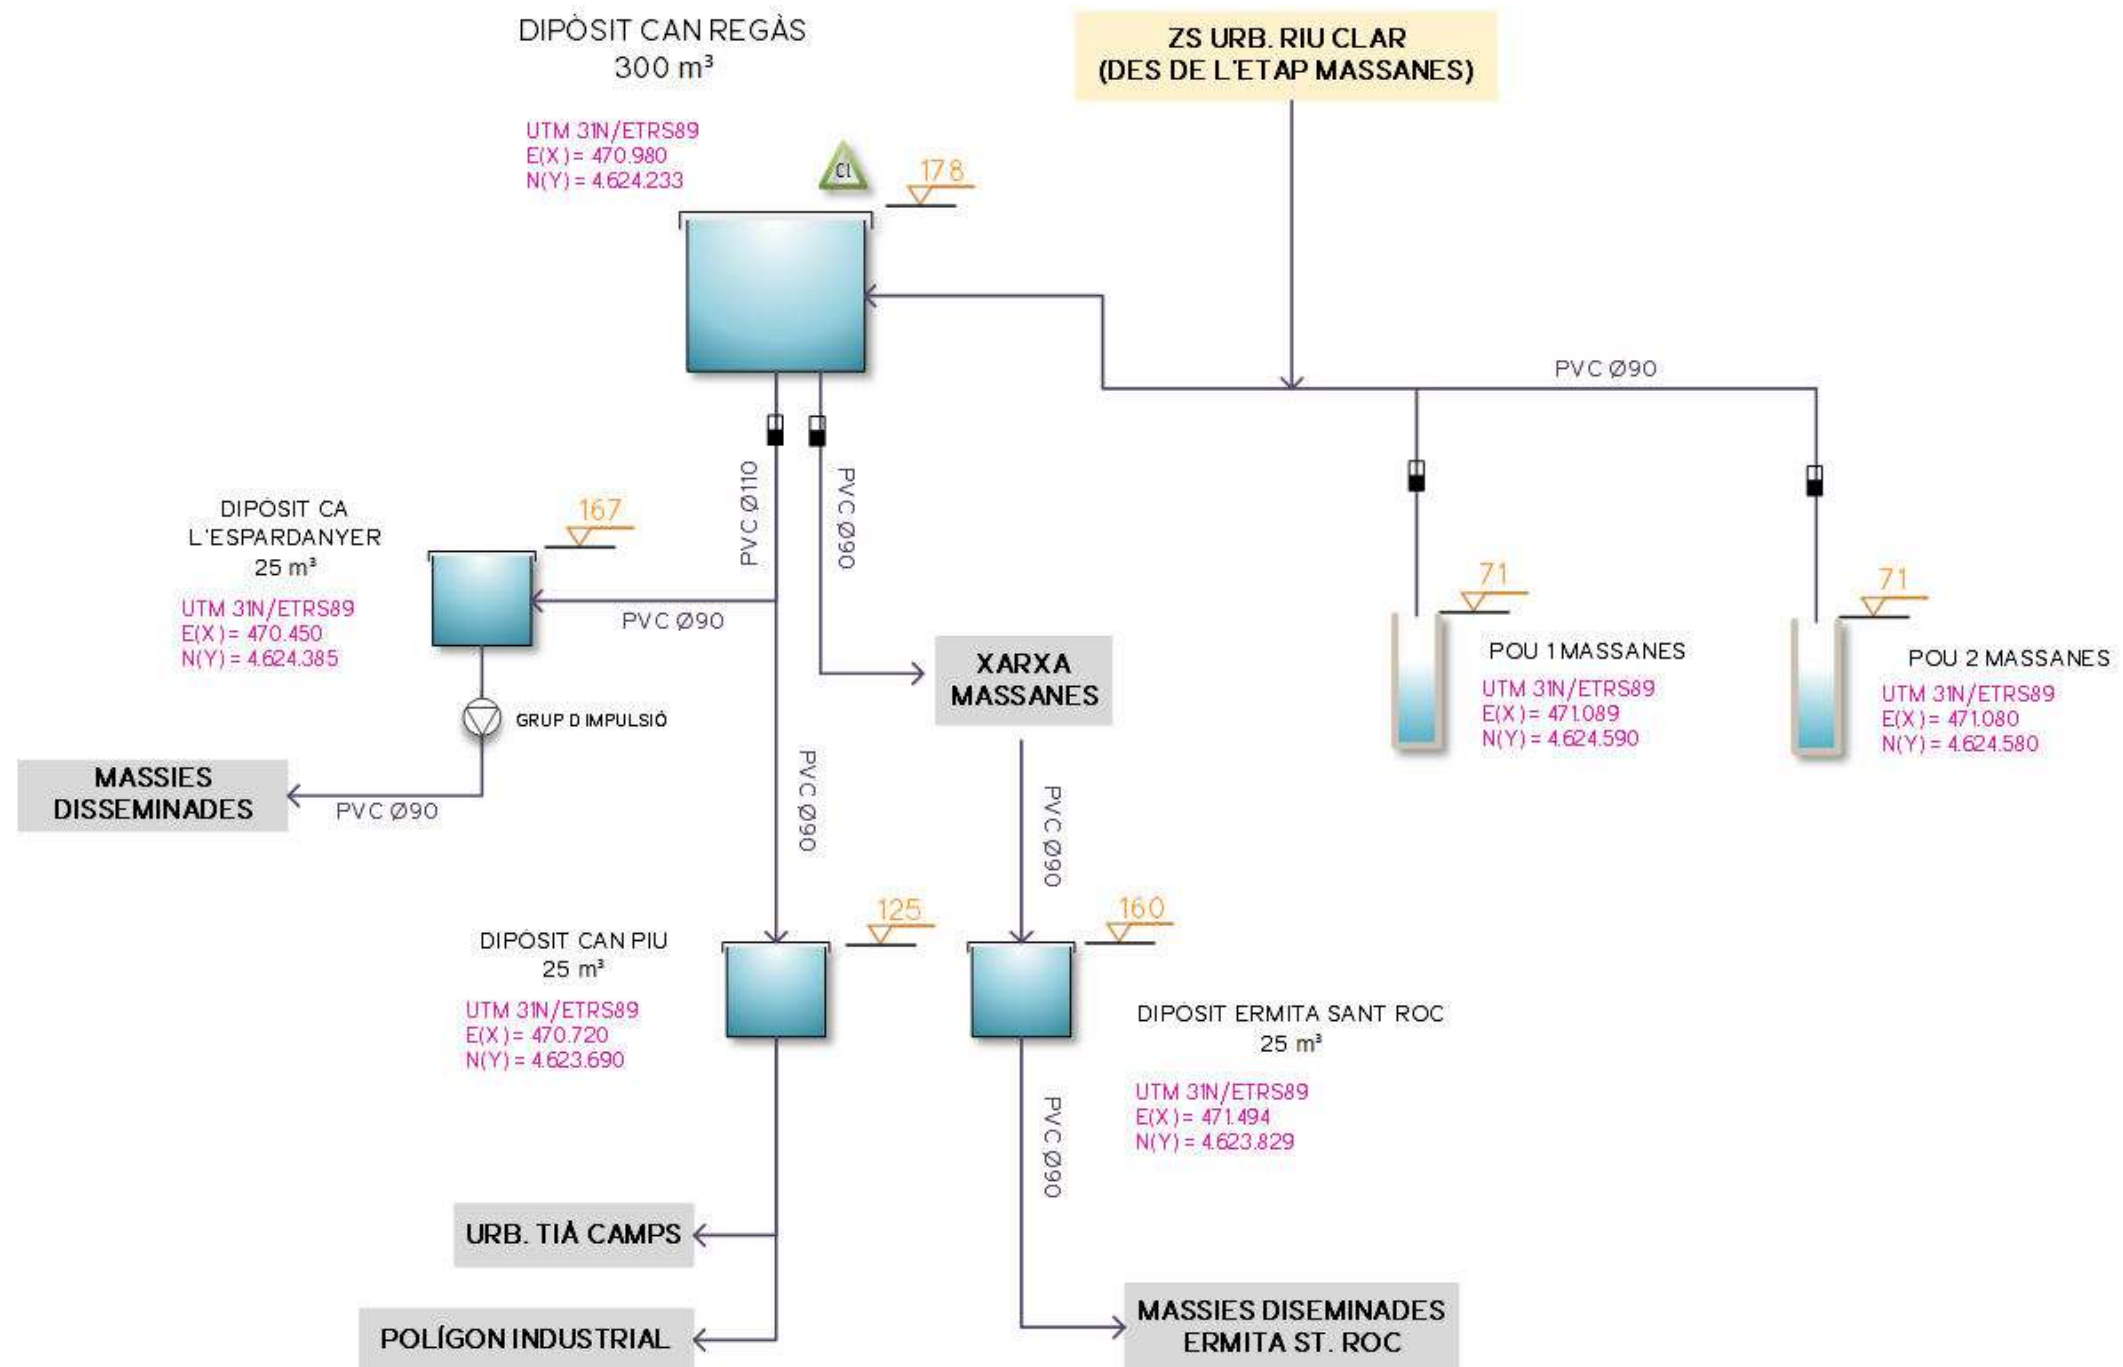 DIPÒSIT CAN REGÀS
300 m³
UTM 31N/ETRS89
E(X) = 470.980
N(Y) = 4.624.233
Cl
178
ZS URB. RIU CLAR
(DES DE L'ETAP MASSANES)
PVC Ø90
PVC Ø110
PVC Ø90
DIPÒSIT CA
L'ESPARDANYER
25 m³
UTM 31N/ETRS89
E(X) = 470.450
N(Y) = 4.624.385
167
PVC Ø90
GRUP D IMPULSIÓ
MASSIES
DISSEMINADES
PVC Ø90
XARXA
MASSANES
71
POU 1 MASSANES
UTM 31N/ETRS89
E(X) = 471.089
N(Y) = 4.624.590
71
POU 2 MASSANES
UTM 31N/ETRS89
E(X) = 471.080
N(Y) = 4.624.580
PVC Ø90
PVC Ø90
DIPÒSIT CAN PIU
25 m³
UTM 31N/ETRS89
E(X) = 470.720
N(Y) = 4.623.690
125
160
DIPÒSIT ERMITA SANT ROC
25 m³
UTM 31N/ETRS89
E(X) = 471.494
N(Y) = 4.623.829
PVC Ø90
URB. TIÀ CAMPS
POLÍGON INDUSTRIAL
MASSIES DISEMINADES
ERMITA ST. ROC